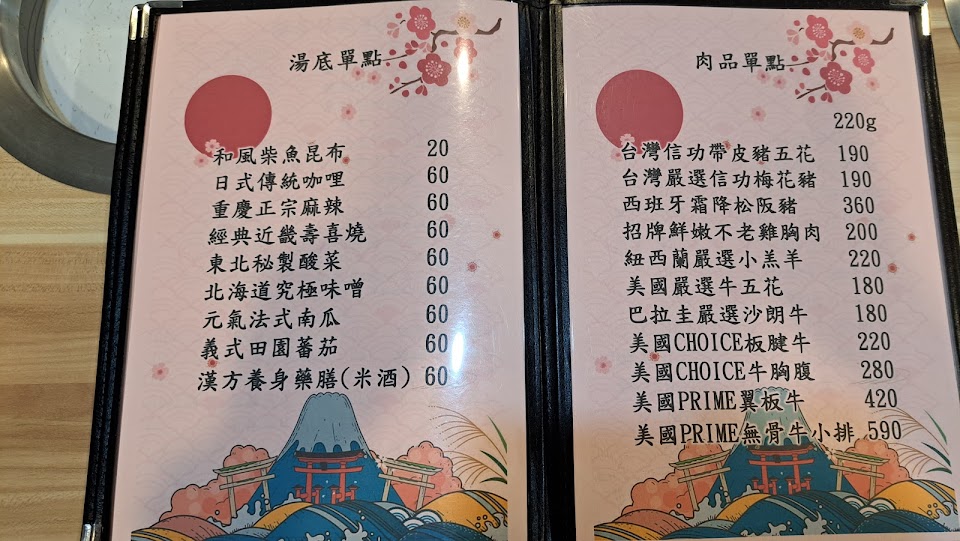 湯底單點
和風柴魚昆布 20
日式傳統咖哩 60
重慶正宗麻辣 60
經典近畿壽喜燒 60
東北秘製酸菜 60
北海道究極味噌 60
元氣法式南瓜 60
義式田園蕃茄 60
漢方養身藥膳(米酒) 60
肉品單點
220g
台灣信功帶皮豬五花 190
台灣嚴選信功梅花豬 190
西班牙霜降松阪豬 360
招牌鮮嫩不老雞胸肉 200
紐西蘭嚴選小羔羊 220
美國嚴選牛五花 180
巴拉圭嚴選沙朗牛 180
美國CHOICE板腱牛 220
美國CHOICE牛胸腹 280
美國PRIME翼板牛 420
美國PRIME無骨牛小排 590